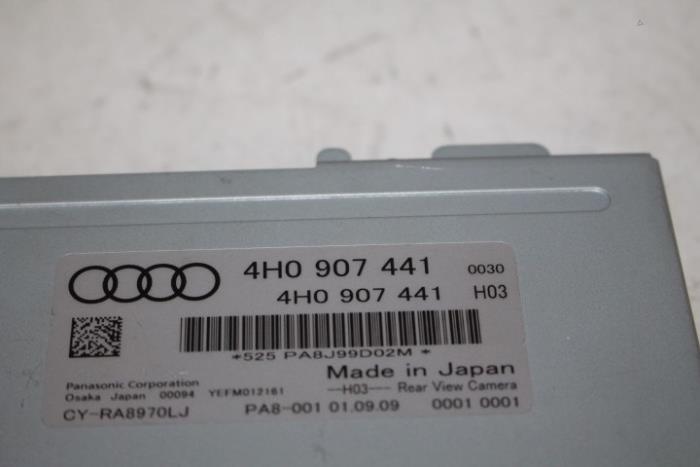 4H0 907 441 0030
4H0 907 441 H03
*525 PA8J99D02M *
Made in Japan
Panasonic Corporation
Osaka Japan 00094 YEFM012161 —H03— Rear View Camera
CY-RA8970LJ PA8-001 01.09.09 0001 0001